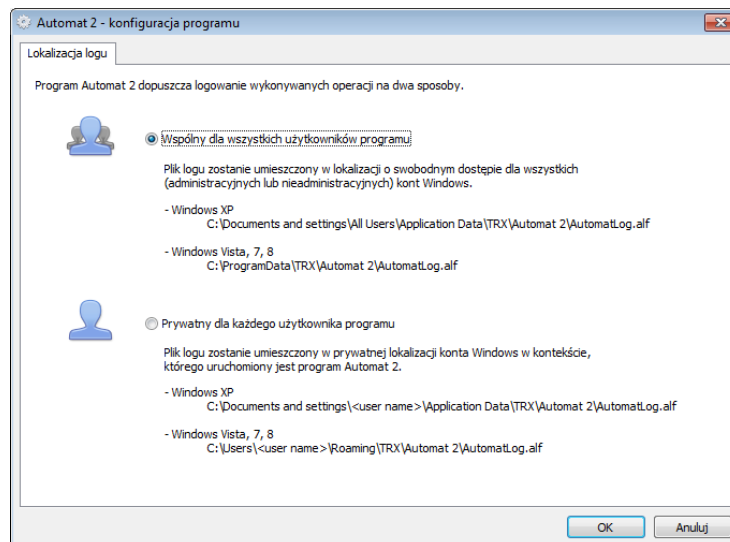 Automat 2 - konfiguracja programu
Lokalizacja logu
Program Automat 2 dopuszcza logowanie wykonywanych operacji na dwa sposoby.
Wspólny dla wszystkich użytkowników programu
Plik logu zostanie umieszczony w lokalizacji o swobodnym dostępie dla wszystkich
(administracyjnych lub nieadministracyjnych) kont Windows.
- Windows XP
C:\Documents and settings\All Users\Application Data\TRX\Automat 2\AutomatLog.alf
- Windows Vista, 7, 8
C:\ProgramData\TRX\Automat 2\AutomatLog.alf
Prywatny dla każdego użytkownika programu
Plik logu zostanie umieszczony w prywatnej lokalizacji konta Windows w kontekście,
którego uruchomiony jest program Automat 2.
- Windows XP
C:\Documents and settings\<user name>\Application Data\TRX\Automat 2\AutomatLog.alf
- Windows Vista, 7, 8
C:\Users\<user name>\Roaming\TRX\Automat 2\AutomatLog.alf
OK Anuluj